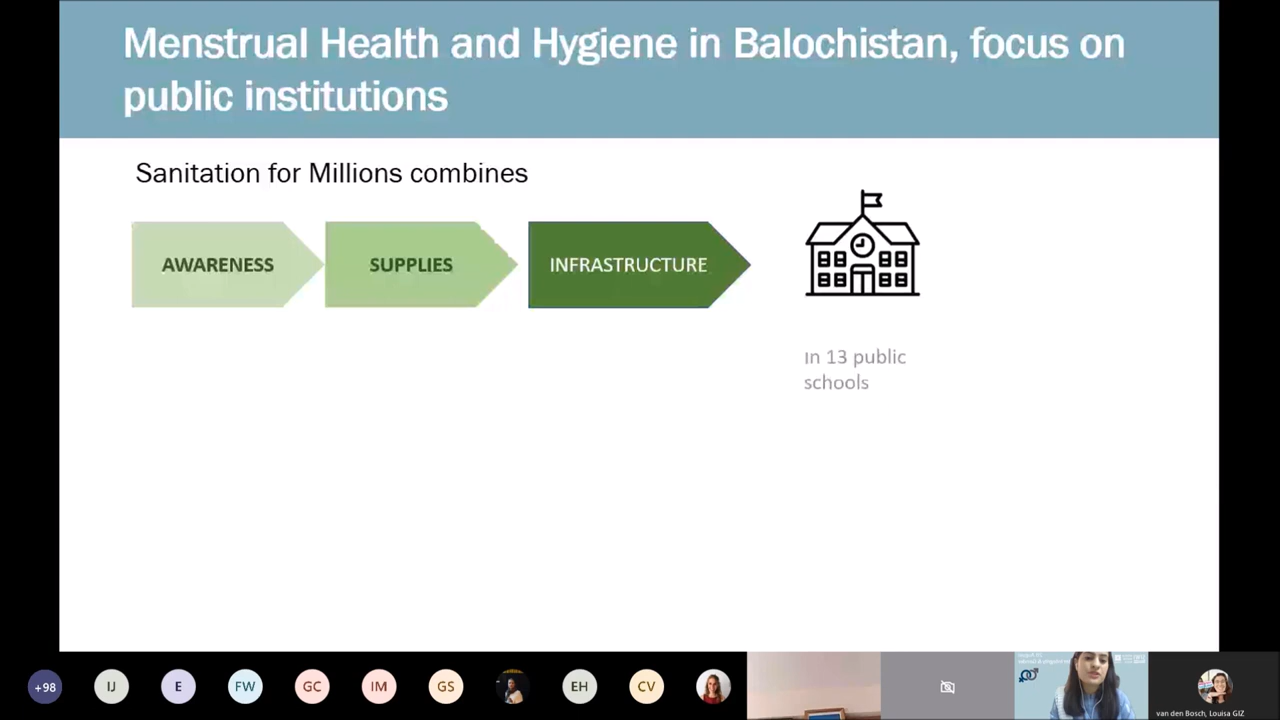 Menstrual Health and Hygiene in Balochistan, focus on
public institutions
Sanitation for Millions combines
AWARENESS
SUPPLIES
INFRASTRUCTURE
In 13 public
schools
+98
IJ
E
FW
GC
IM
GS
EH
CV
van den Bosch, Louisa GIZ